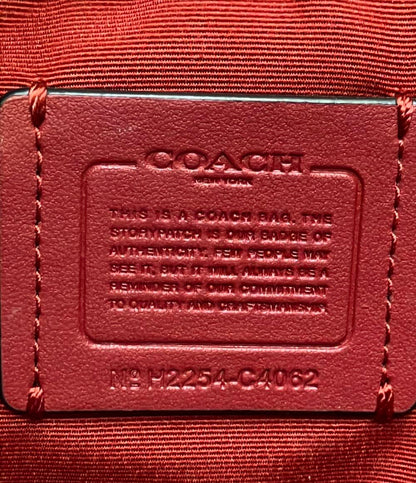 COACH
NEW YORK
THIS IS A COACH BAG. THE
STORYPATCH IS OUR BADGE OF
AUTHENTICITY. FEW PEOPLE MAY
SEE IT, BUT IT WILL ALWAYS BE A
REMINDER OF OUR COMMITMENT
TO QUALITY AND CRAFTSMANSHIP.
Nº H2254-C4062